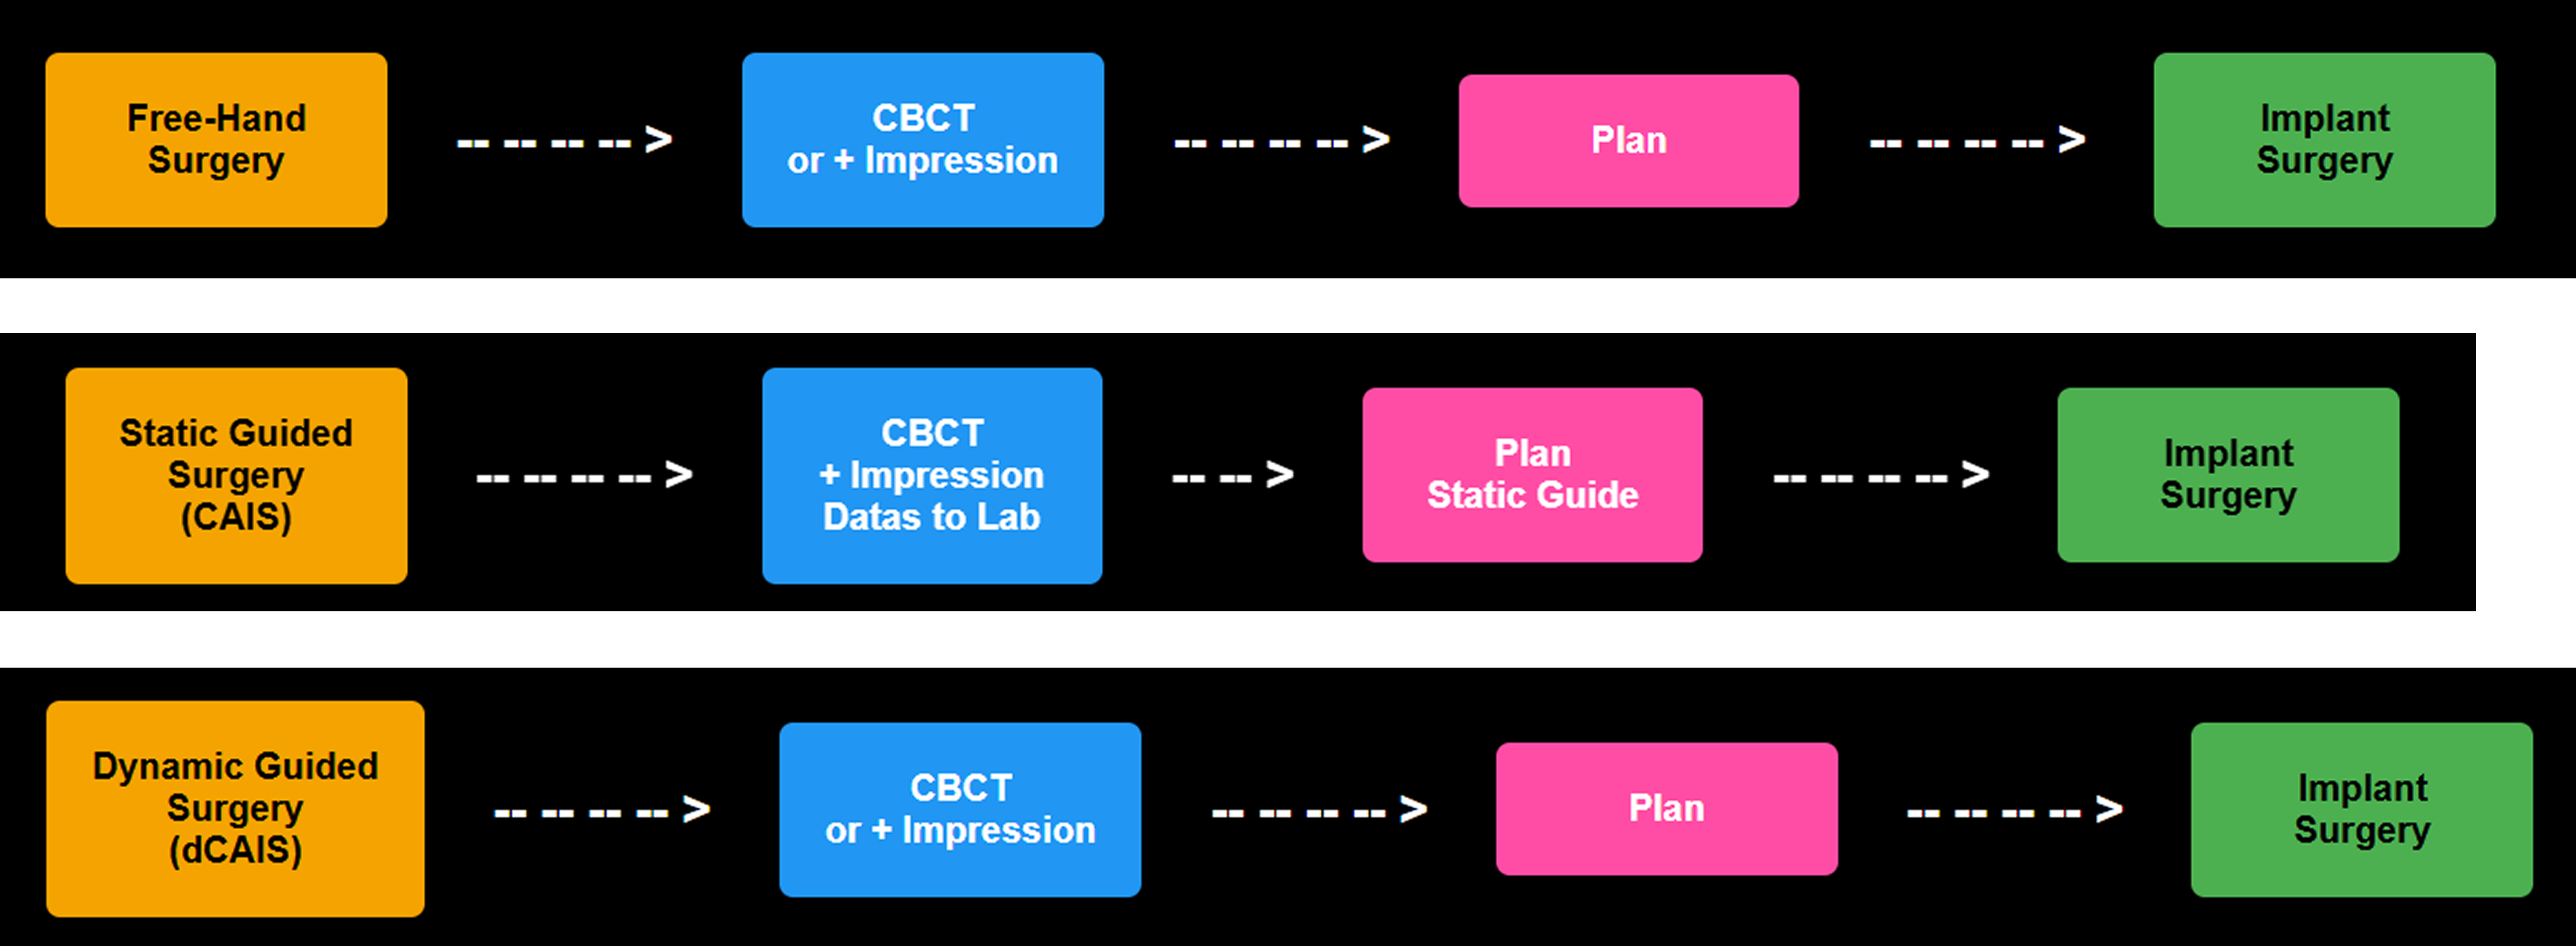 Free-Hand
Surgery
-- -- -- -- >
CBCT
or + Impression
-- -- -- -- >
Plan
-- -- -- -- >
Implant
Surgery
Static Guided
Surgery
(CAIS)
-- -- -- -- >
CBCT
+ Impression
Datas to Lab
-- -- >
Plan
Static Guide
-- -- -- -- >
Implant
Surgery
Dynamic Guided
Surgery
(dCAIS)
-- -- -- -- >
CBCT
or + Impression
-- -- -- -- >
Plan
-- -- -- -- >
Implant
Surgery